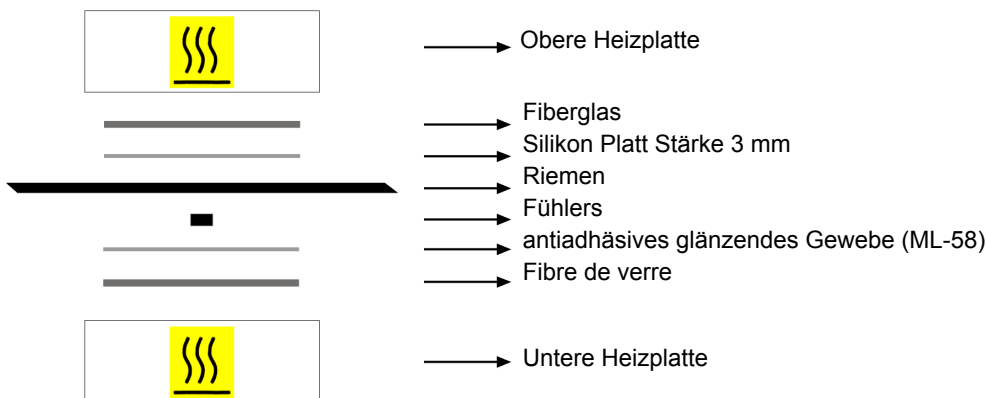 Obere Heizplatte
Fiberglas
Silikon Platt Stärke 3 mm
Riemen
Fühlers
antiadhäsives glänzendes Gewebe (ML-58)
Fibre de verre
Untere Heizplatte